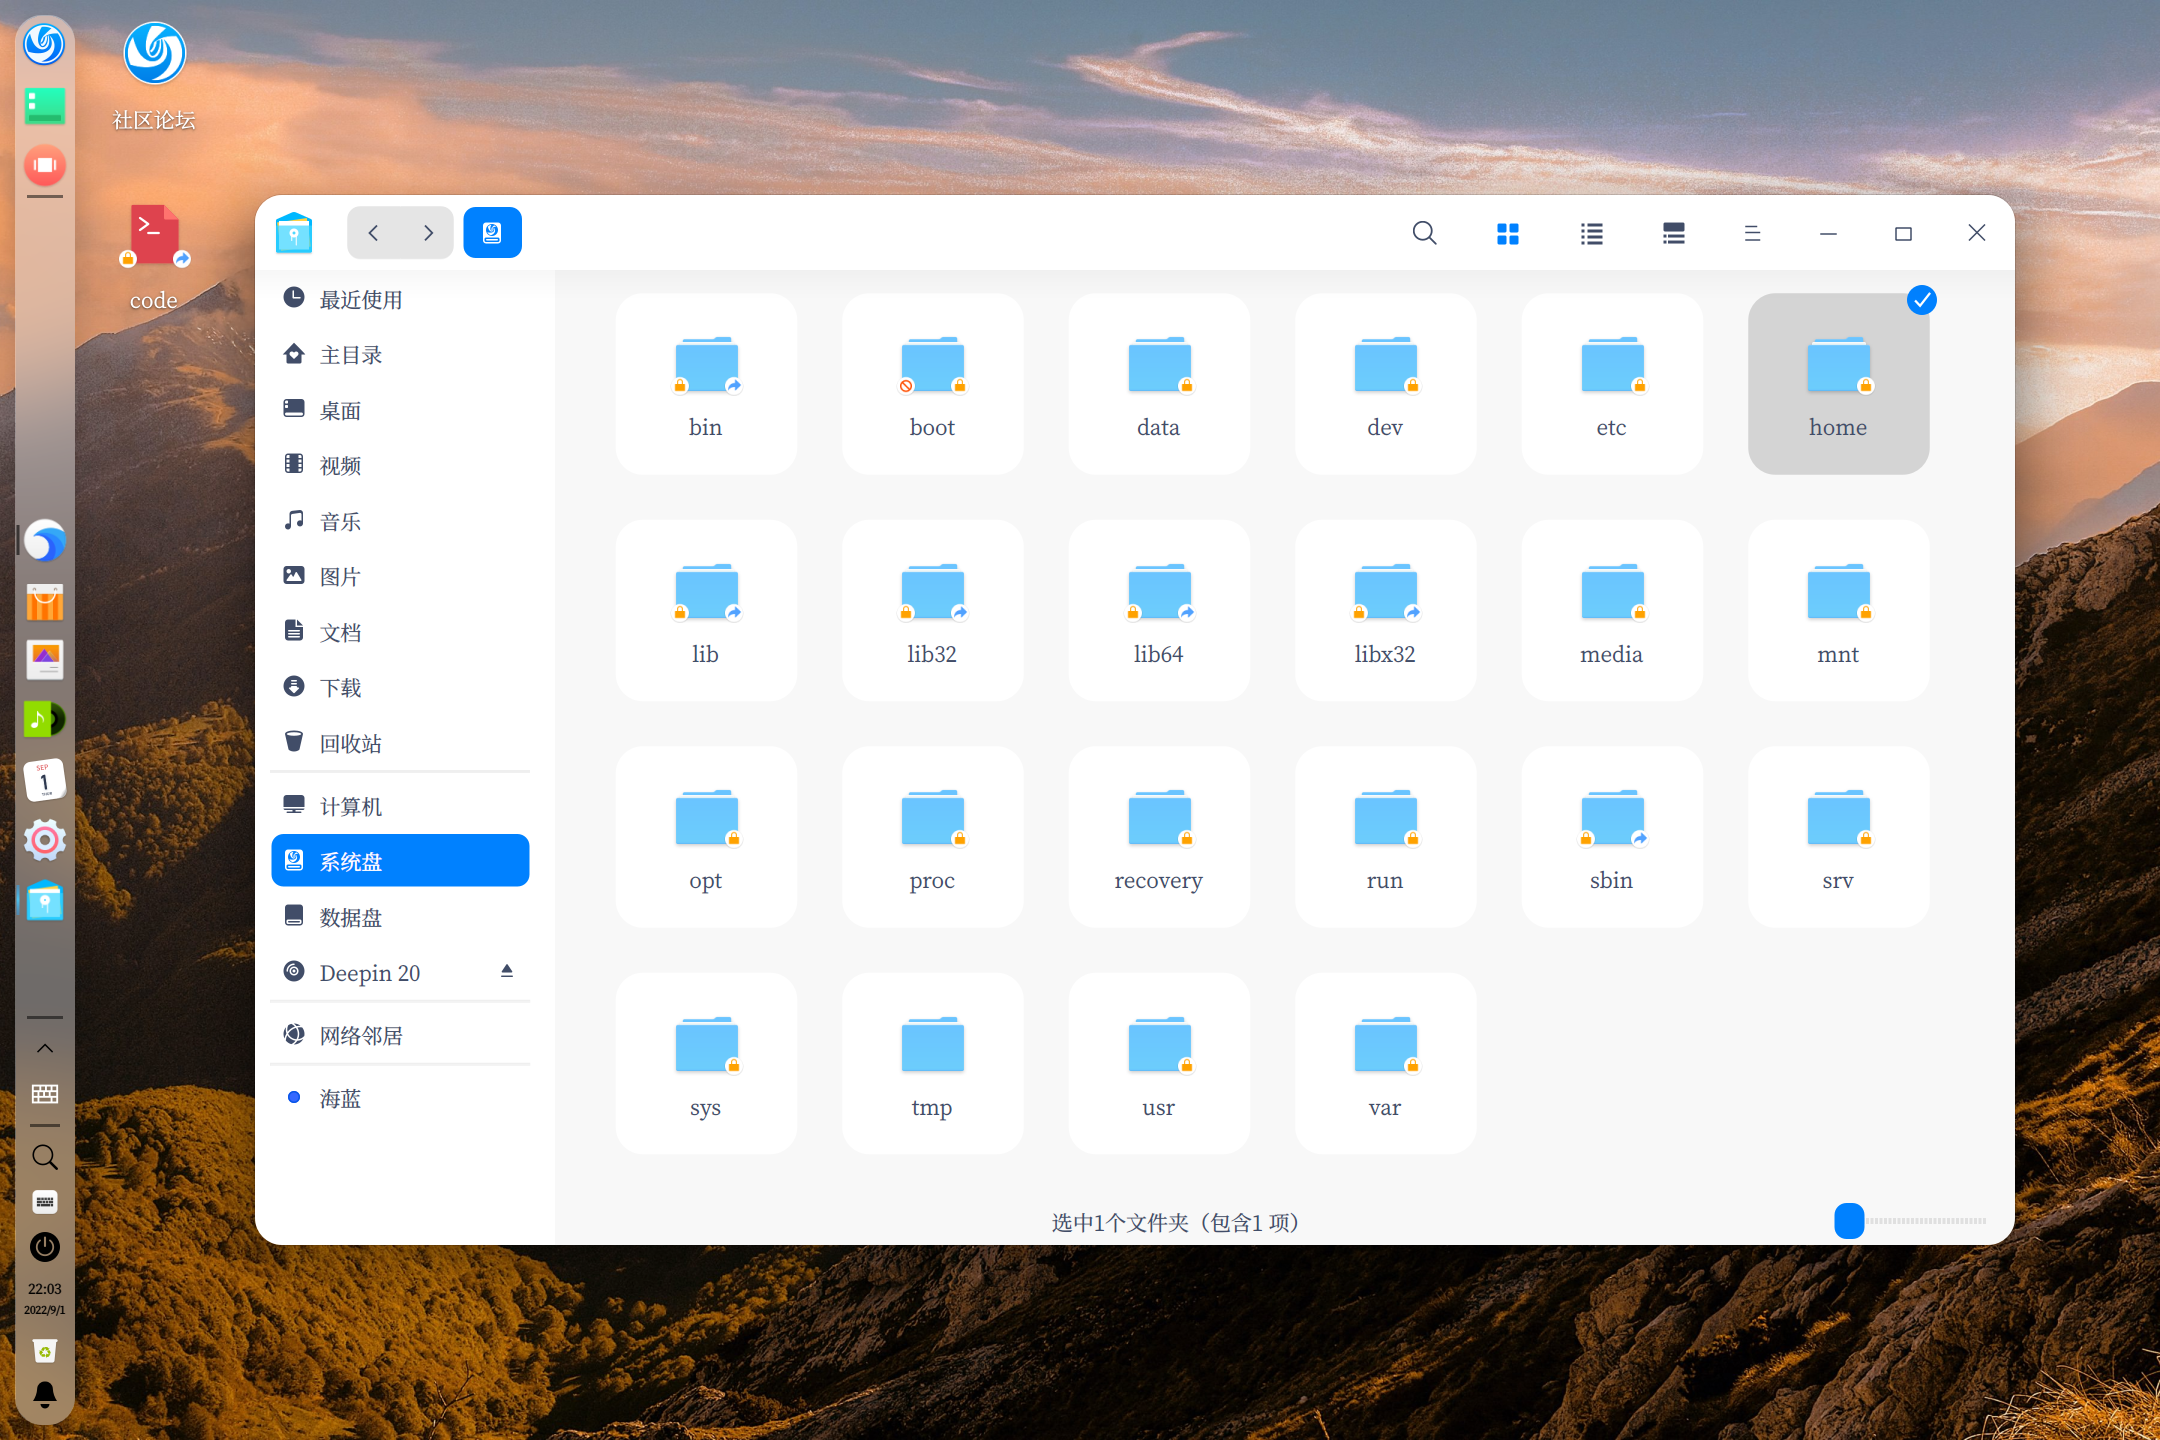 社区论坛
code
最近使用
主目录
桌面
视频
音乐
图片
文档
下载
回收站
计算机
系统盘
数据盘
Deepin 20
网络邻居
海蓝
bin
boot
data
dev
etc
home
lib
lib32
lib64
libx32
media
mnt
opt
proc
recovery
run
sbin
srv
sys
tmp
usr
var
选中1个文件夹（包含1 项）
SEP
1
22:03
2022/9/1